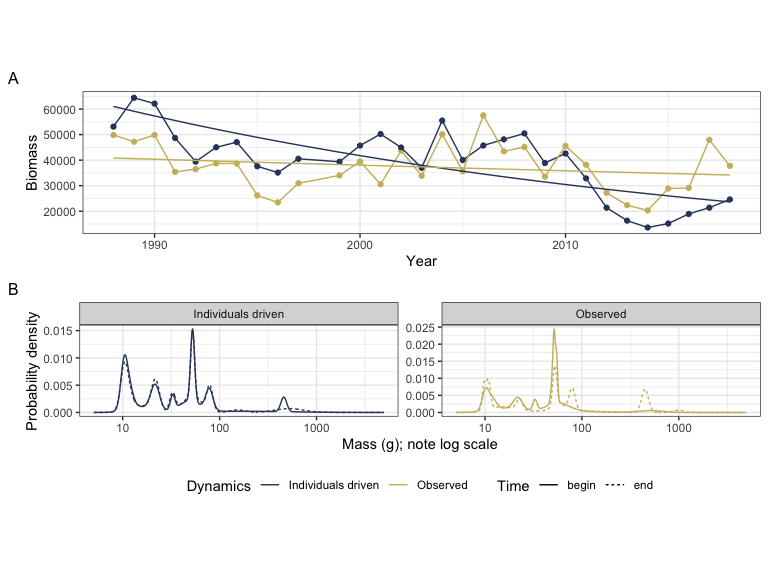 A
Biomass
60000
50000
40000
30000
20000
1990 2000 2010
Year
B
Probability density
Individuals driven
Observed
0.015
0.010
0.005
0.000
10 100 1000
0.025
0.020
0.015
0.010
0.005
0.000
10 100 1000
Mass (g); note log scale
Dynamics Individuals driven Observed Time begin end